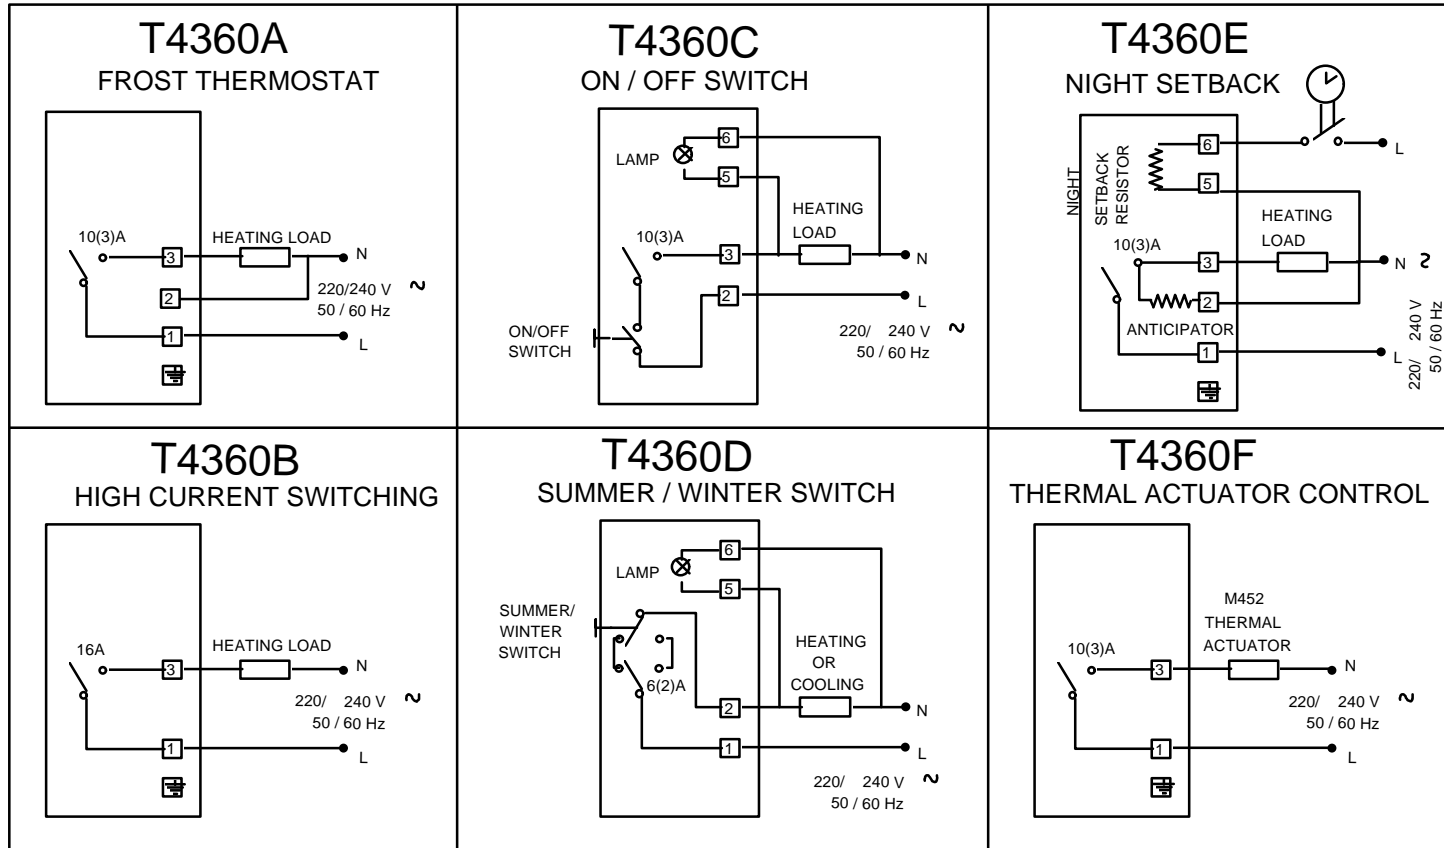 T4360A
FROST THERMOSTAT
10(3)A
3
HEATING LOAD
N
2
220/240 V ~
50 / 60 Hz
1
L
T4360C
ON / OFF SWITCH
6
LAMP
5
HEATING
LOAD
10(3)A
3
N
2
L
ON/OFF
SWITCH
220/ 240 V ~
50 / 60 Hz
T4360E
NIGHT SETBACK
6
L
NIGHT
SETBACK
RESISTOR
5
HEATING
LOAD
10(3)A
3
N ~
2
ANTICIPATOR
1
L
220/ 240 V
50 / 60 Hz
T4360B
HIGH CURRENT SWITCHING
16A
3
HEATING LOAD
N
220/ 240 V ~
50 / 60 Hz
1
L
T4360D
SUMMER / WINTER SWITCH
6
LAMP
5
SUMMER/
WINTER
SWITCH
HEATING
OR
COOLING
6(2)A
2
N
1
L
220/ 240 V ~
50 / 60 Hz
T4360F
THERMAL ACTUATOR CONTROL
M452
THERMAL
ACTUATOR
10(3)A
3
N
220/ 240 V ~
50 / 60 Hz
1
L